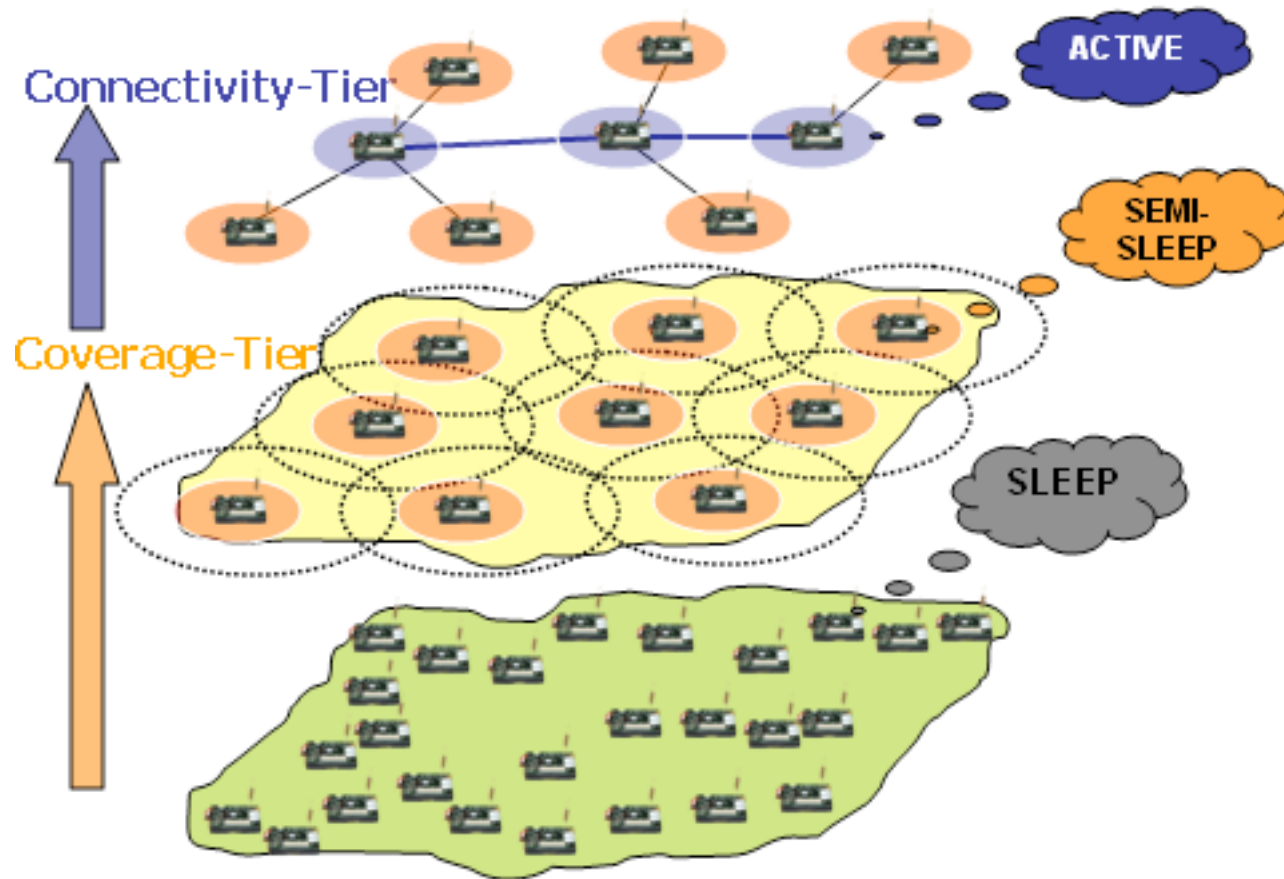 ACTIVE
Connectivity-Tier
SEMI-
SLEEP
Coverage-Tier
SLEEP